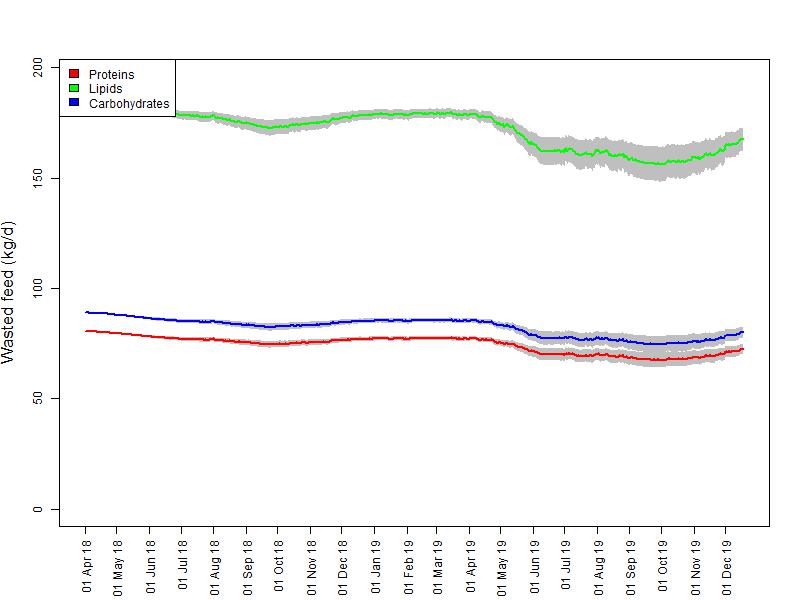 Proteins
Lipids
Carbohydrates
Wasted feed (kg/d)
200
150
100
50
0
01 Apr 18
01 May 18
01 Jun 18
01 Jul 18
01 Aug 18
01 Sep 18
01 Oct 18
01 Nov 18
01 Dec 18
01 Jan 19
01 Feb 19
01 Mar 19
01 Apr 19
01 May 19
01 Jun 19
01 Jul 19
01 Aug 19
01 Sep 19
01 Oct 19
01 Nov 19
01 Dec 19